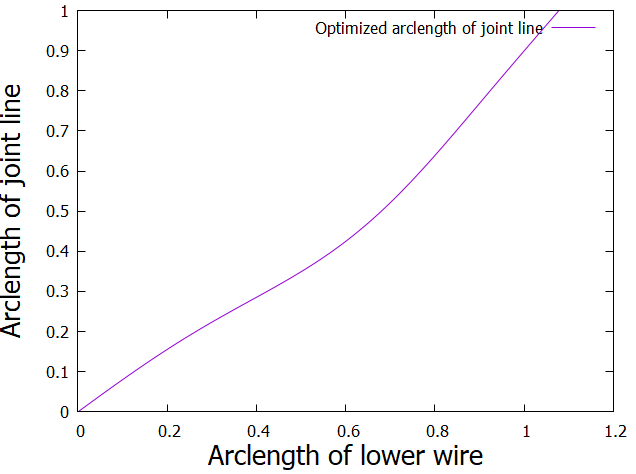 1
0.9
0.8
0.7
0.6
0.5
0.4
0.3
0.2
0.1
0
Arclength of joint line
Optimized arclength of joint line
0 0.2 0.4 0.6 0.8 1 1.2
Arclength of lower wire